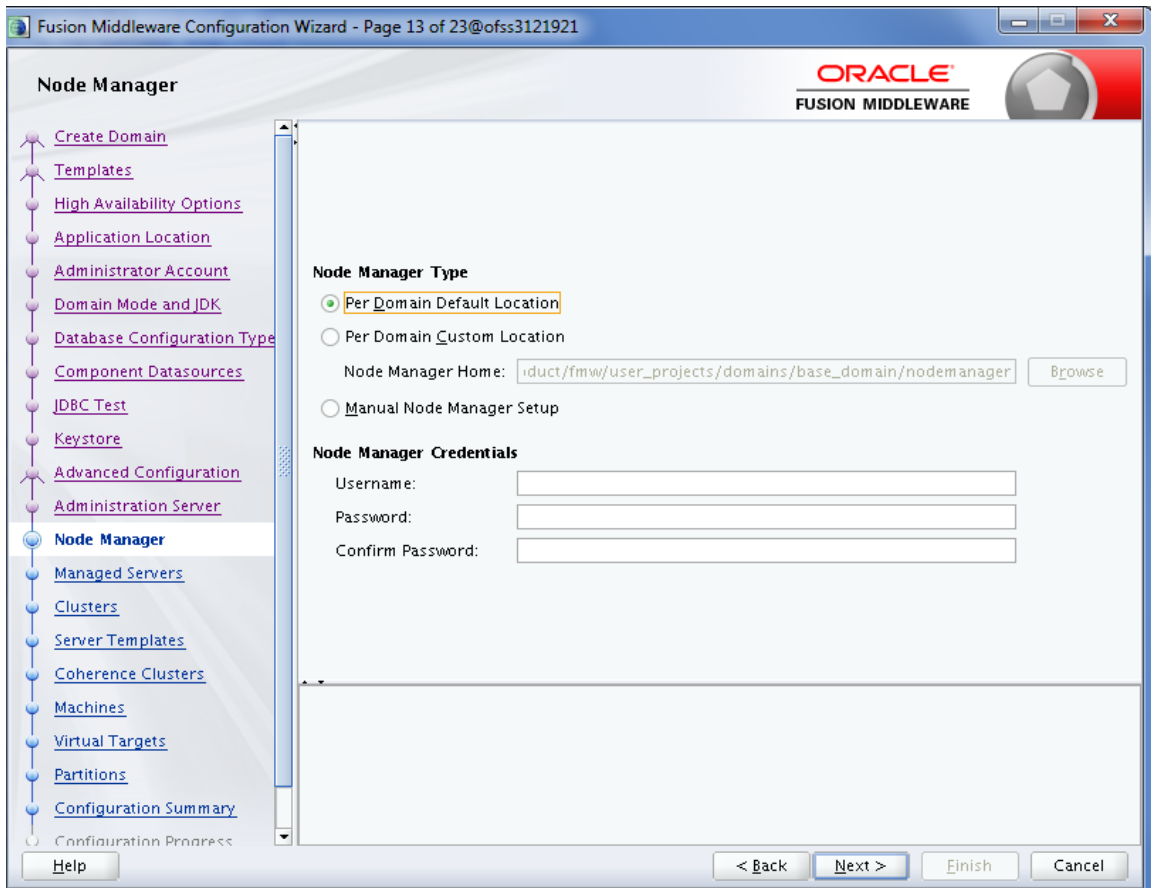 Fusion Middleware Configuration Wizard - Page 13 of 23@ofss3121921
Node Manager
ORACLE
FUSION MIDDLEWARE
Create Domain
Templates
High Availability Options
Application Location
Administrator Account
Domain Mode and JDK
Database Configuration Type
Component Datasources
JDBC Test
Keystore
Advanced Configuration
Administration Server
Node Manager
Managed Servers
Clusters
Server Templates
Coherence Clusters
Machines
Virtual Targets
Partitions
Configuration Summary
Configuration Progress
Node Manager Type
Per Domain Default Location
Per Domain Custom Location
Node Manager Home: duct/fmw/user_projects/domains/base_domain/nodemanager Browse
Manual Node Manager Setup
Node Manager Credentials
Username:
Password:
Confirm Password:
Help < Back Next > Finish Cancel